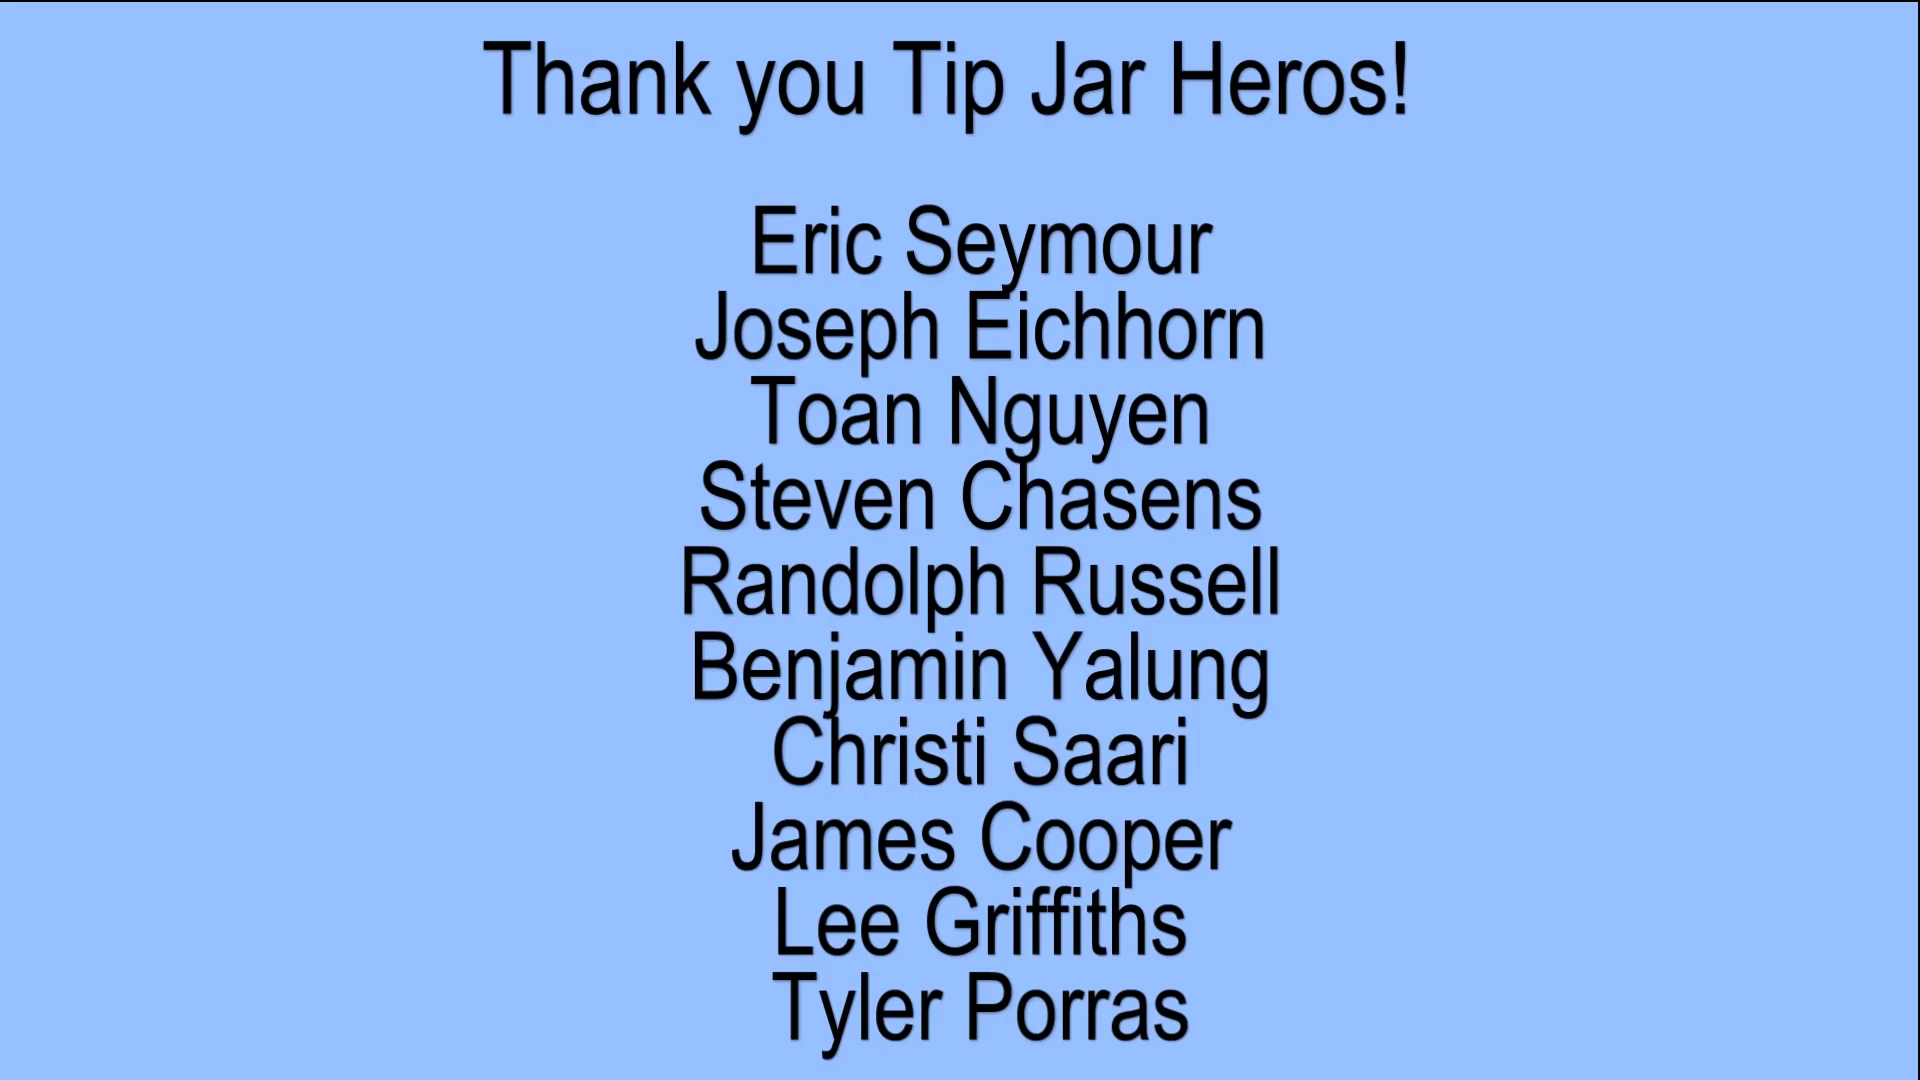 Thank you Tip Jar Heros!
Eric Seymour
Joseph Eichhorn
Toan Nguyen
Steven Chasens
Randolph Russell
Benjamin Yalung
Christi Saari
James Cooper
Lee Griffiths
Tyler Porras